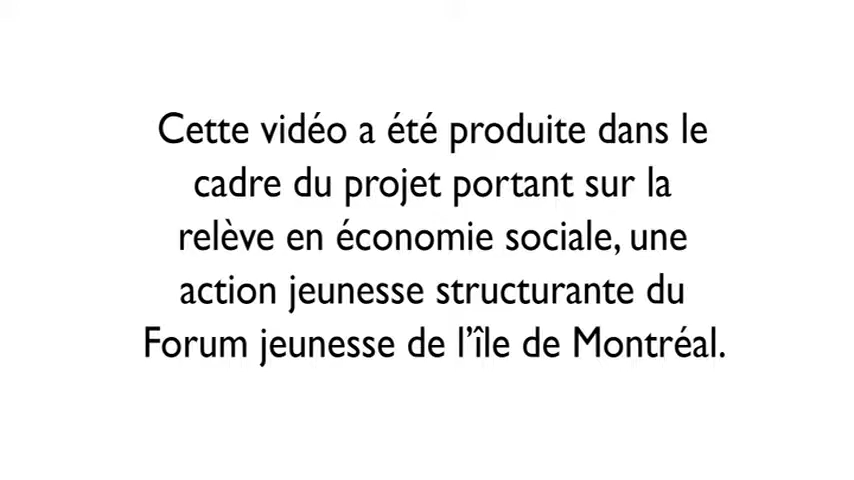 Cette vidéo a été produite dans le
cadre du projet portant sur la
relève en économie sociale, une
action jeunesse structurante du
Forum jeunesse de l’île de Montréal.